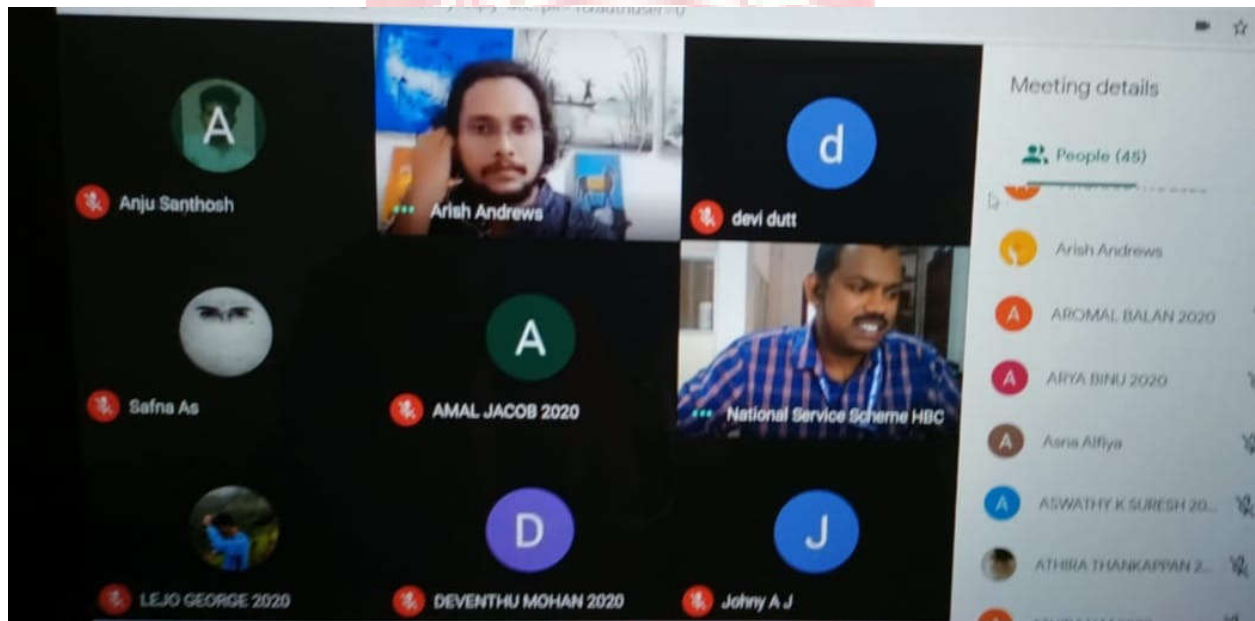 A
Anju Santhosh
Arish Andrews
d
devi dutt
Safna As
A
AMAL JACOB 2020
National Service Scheme HBC
LEJO GEORGE 2020
D
DEVENTHU MOHAN 2020
J
Johny A J
Meeting details
People (45)
Arish Andrews
A
AROMAL BALAN 2020
A
ARYA BINU 2020
A
Asna Alfiya
A
ASWATHY K SURESH 20...
ATHIRA THANKAPPAN 2...